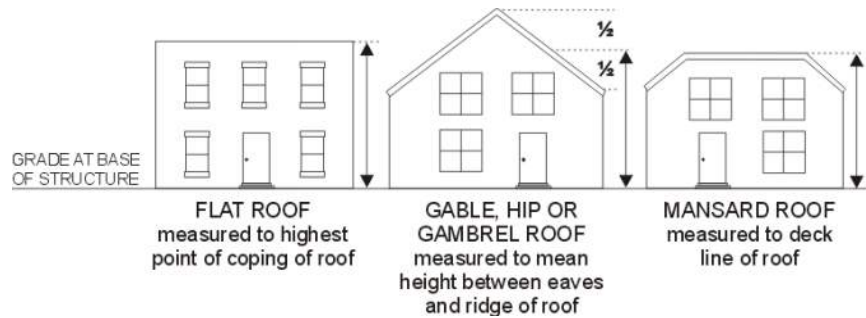 ½
½
GRADE AT BASE
OF STRUCTURE
FLAT ROOF
measured to highest
point of coping of roof
GABLE, HIP OR
GAMBREL ROOF
measured to mean
height between eaves
and ridge of roof
MANSARD ROOF
measured to deck
line of roof